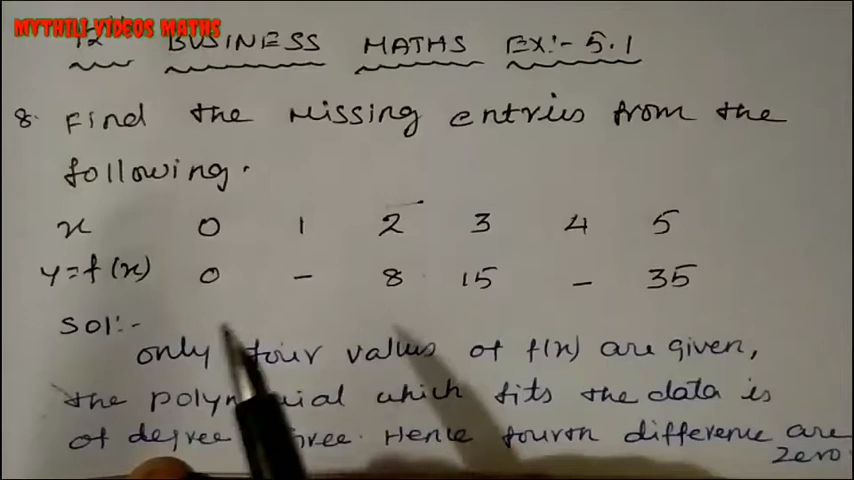 MYTHILI VIDEOS MATHS
12th BUSINESS MATHS EX:- 5.1
8. Find the Missing entries from the
following.
x 0 1 2 3 4 5
y=f(x) 0 - 8 15 - 35
Sol:-
only four values of f(x) are given,
the polynomial which fits the data is
of degree three. Hence fourth difference are
zero.